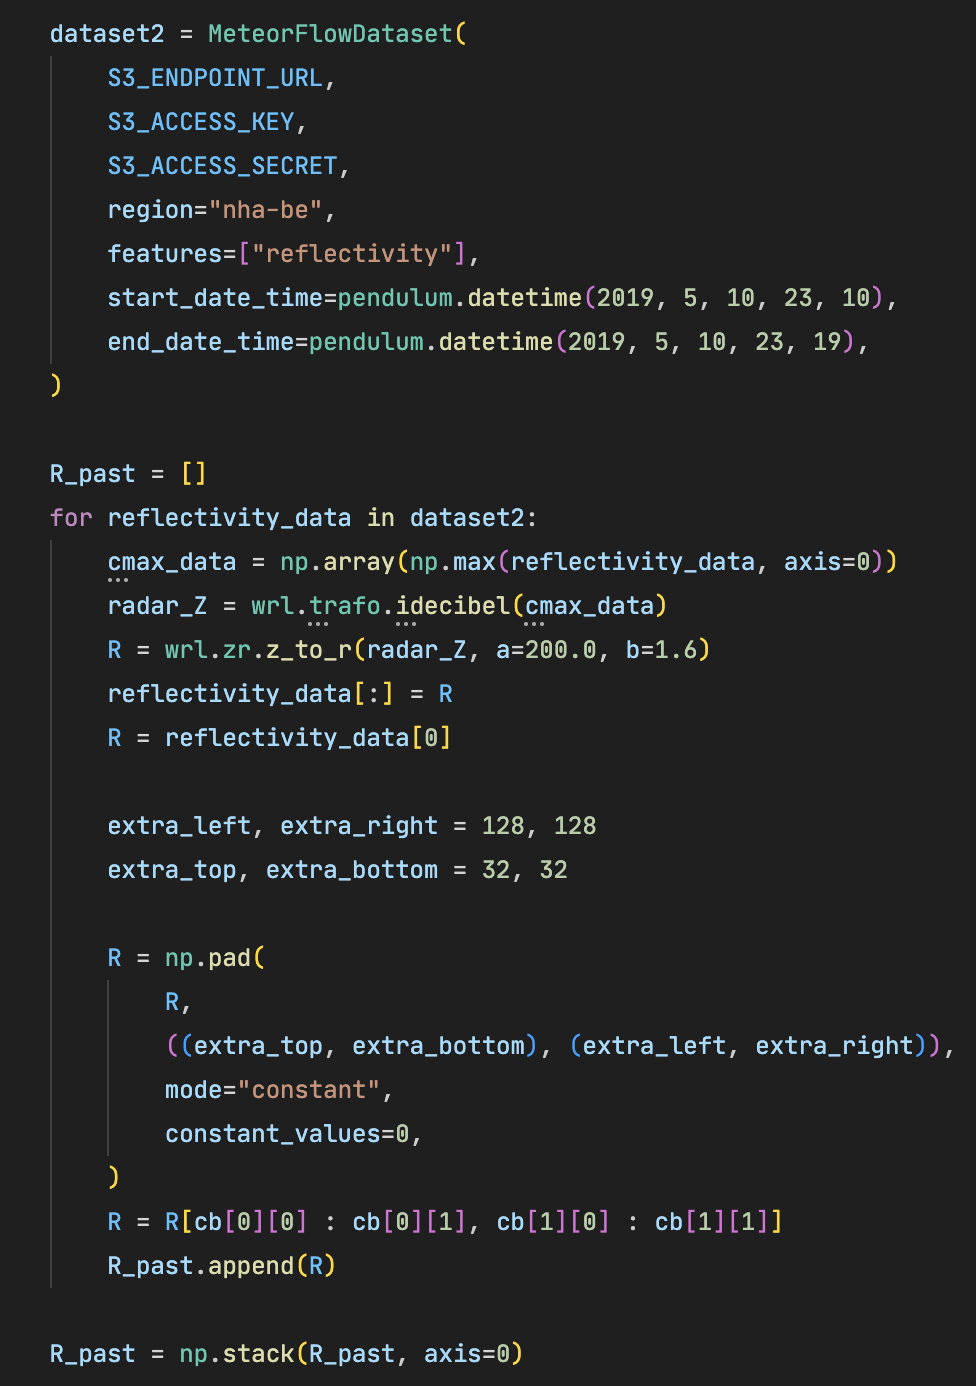 dataset2 = MeteorFlowDataset(
    S3_ENDPOINT_URL,
    S3_ACCESS_KEY,
    S3_ACCESS_SECRET,
    region="nha-be",
    features=["reflectivity"],
    start_date_time=pendulum.datetime(2019, 5, 10, 23, 10),
    end_date_time=pendulum.datetime(2019, 5, 10, 23, 19),
)

R_past = []
for reflectivity_data in dataset2:
    cmax_data = np.array(np.max(reflectivity_data, axis=0))
    radar_Z = wrl.trafo.idecibel(cmax_data)
    R = wrl.zr.z_to_r(radar_Z, a=200.0, b=1.6)
    reflectivity_data[:] = R
    R = reflectivity_data[0]

    extra_left, extra_right = 128, 128
    extra_top, extra_bottom = 32, 32

    R = np.pad(
        R,
        ((extra_top, extra_bottom), (extra_left, extra_right)),
        mode="constant",
        constant_values=0,
    )
    R = R[cb[0][0] : cb[0][1], cb[1][0] : cb[1][1]]
    R_past.append(R)

R_past = np.stack(R_past, axis=0)